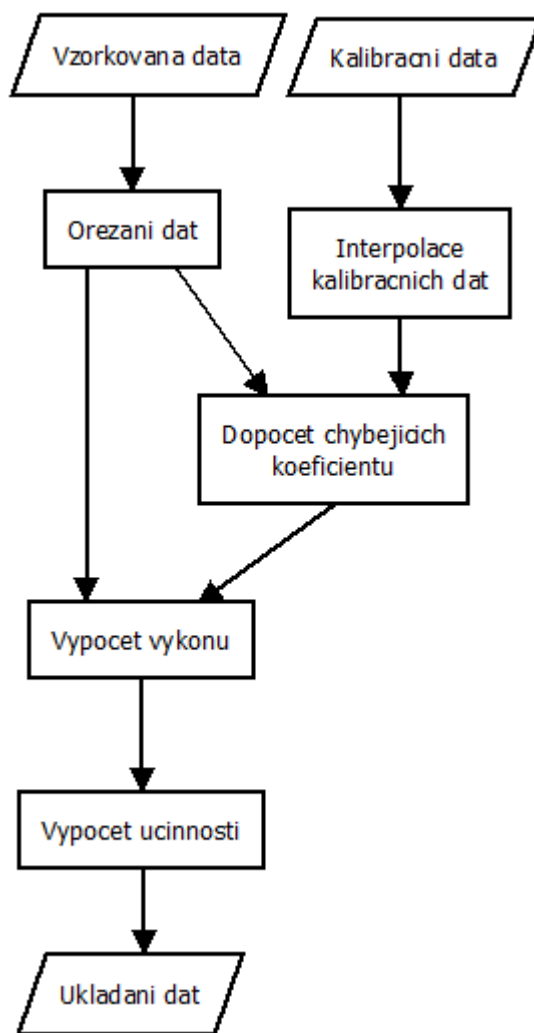 Vzorkovana data
Kalibracni data
Orezani dat
Interpolace
kalibracnich dat
Dopocet chybejicich
koeficientu
Vypocet vykonu
Vypocet ucinnosti
Ukladani dat